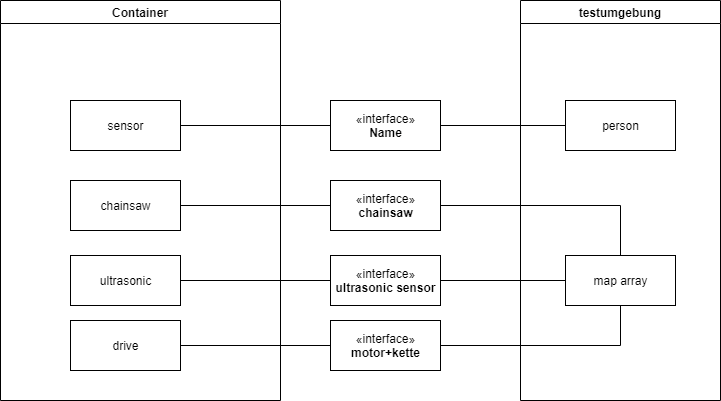 Container
testumgebung
sensor
«interface»
Name
person
chainsaw
«interface»
chainsaw
ultrasonic
«interface»
ultrasonic sensor
map array
drive
«interface»
motor+kette